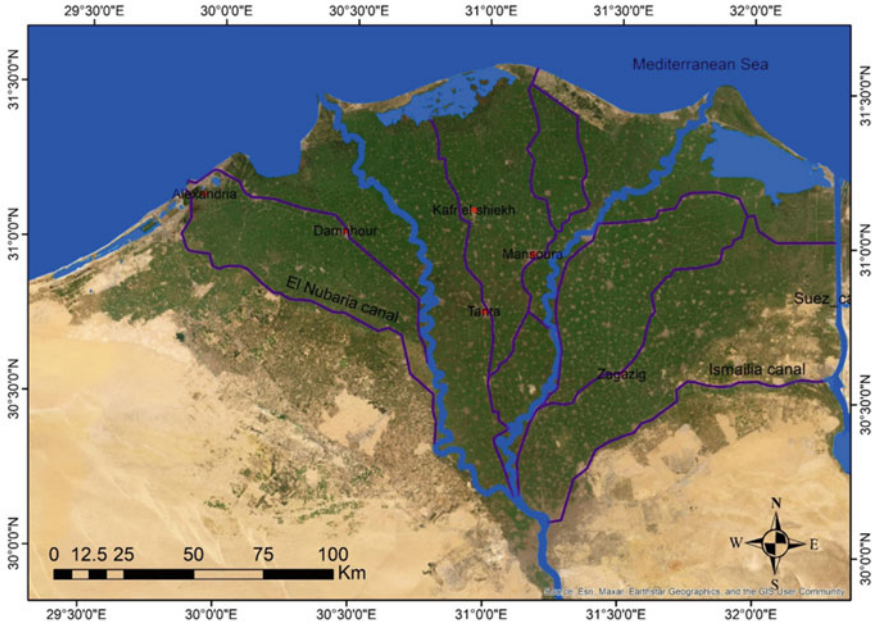 29°30'0"E 30°0'0"E 30°30'0"E 31°0'0"E 31°30'0"E 32°0'0"E
31°30'0"N
31°30'0"N
Mediterranean Sea
Alexandria
Kafr el-shiekh
Damnhour
31°0'0"N
31°0'0"N
Mansoura
El Nubaria canal
Suez ca
Tanta
Zagazig
Ismailia canal
30°30'0"N
30°30'0"N
N
W E
S
0 12.5 25 50 75 100
Km
30°0'0"N
30°0'0"N
Source: Esri, Maxar, Earthstar Geographics, and the GIS User Community
29°30'0"E 30°0'0"E 30°30'0"E 31°0'0"E 31°30'0"E 32°0'0"E